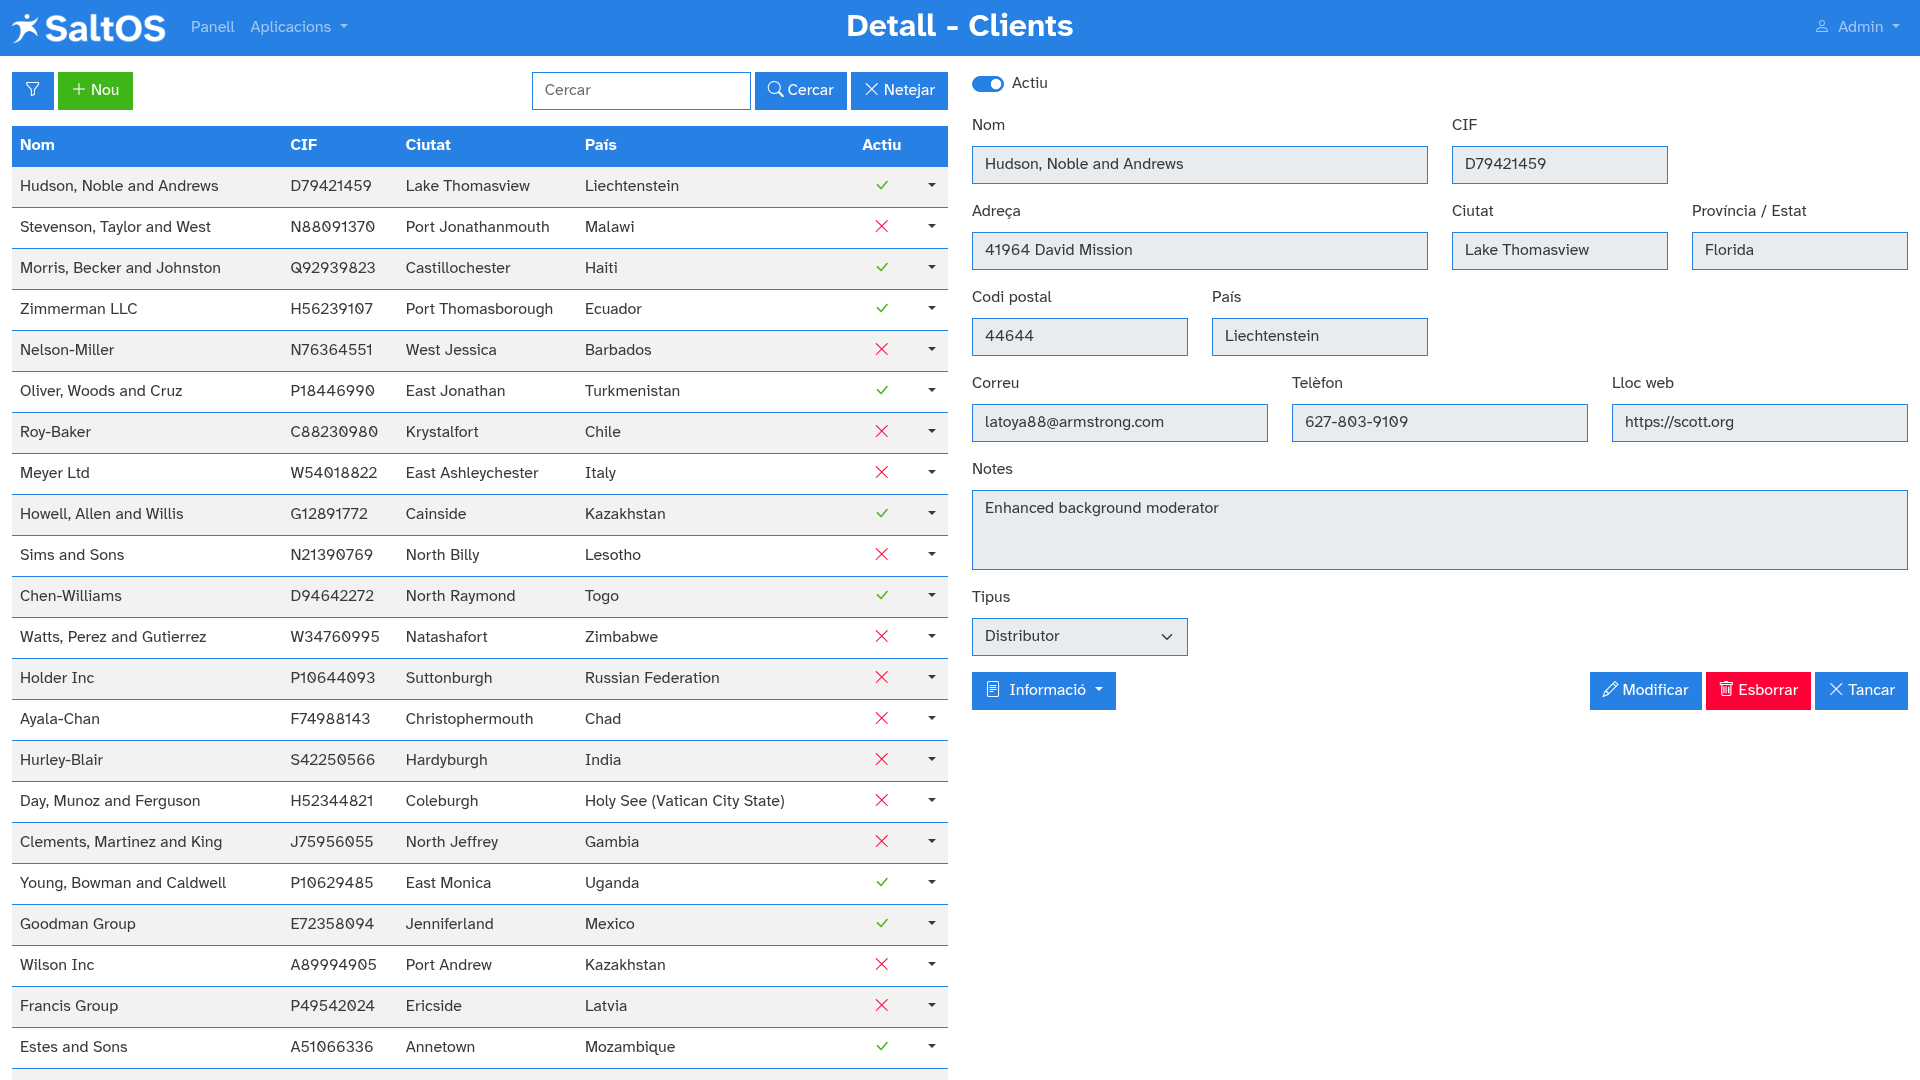 SaltOS Panell Aplicacions Detall - Clients Admin
Nou Cercar Cercar Netejar
Nom CIF Ciutat País Actiu
Hudson, Noble and Andrews D79421459 Lake Thomasview Liechtenstein
Stevenson, Taylor and West N88091370 Port Jonathanmouth Malawi
Morris, Becker and Johnston Q92939823 Castillochester Haiti
Zimmerman LLC H56239107 Port Thomasborough Ecuador
Nelson-Miller N76364551 West Jessica Barbados
Oliver, Woods and Cruz P18446990 East Jonathan Turkmenistan
Roy-Baker C88230980 Krystalfort Chile
Meyer Ltd W54018822 East Ashleychester Italy
Howell, Allen and Willis G12891772 Cainside Kazakhstan
Sims and Sons N21390769 North Billy Lesotho
Chen-Williams D94642272 North Raymond Togo
Watts, Perez and Gutierrez W34760995 Natashafort Zimbabwe
Holder Inc P10644093 Suttonburgh Russian Federation
Ayala-Chan F74988143 Christophermouth Chad
Hurley-Blair S42250566 Hardyburgh India
Day, Munoz and Ferguson H52344821 Coleburgh Holy See (Vatican City State)
Clements, Martinez and King J75956055 North Jeffrey Gambia
Young, Bowman and Caldwell P10629485 East Monica Uganda
Goodman Group E72358094 Jenniferland Mexico
Wilson Inc A89994905 Port Andrew Kazakhstan
Francis Group P49542024 Ericside Latvia
Estes and Sons A51066336 Annetown Mozambique
Actiu
Nom CIF
Hudson, Noble and Andrews D79421459
Adreça Ciutat Província / Estat
41964 David Mission Lake Thomasview Florida
Codi postal País
44644 Liechtenstein
Correu Telèfon Lloc web
latoya88@armstrong.com 627-803-9109 https://scott.org
Notes
Enhanced background moderator
Tipus
Distributor
Informació Modificar Esborrar Tancar